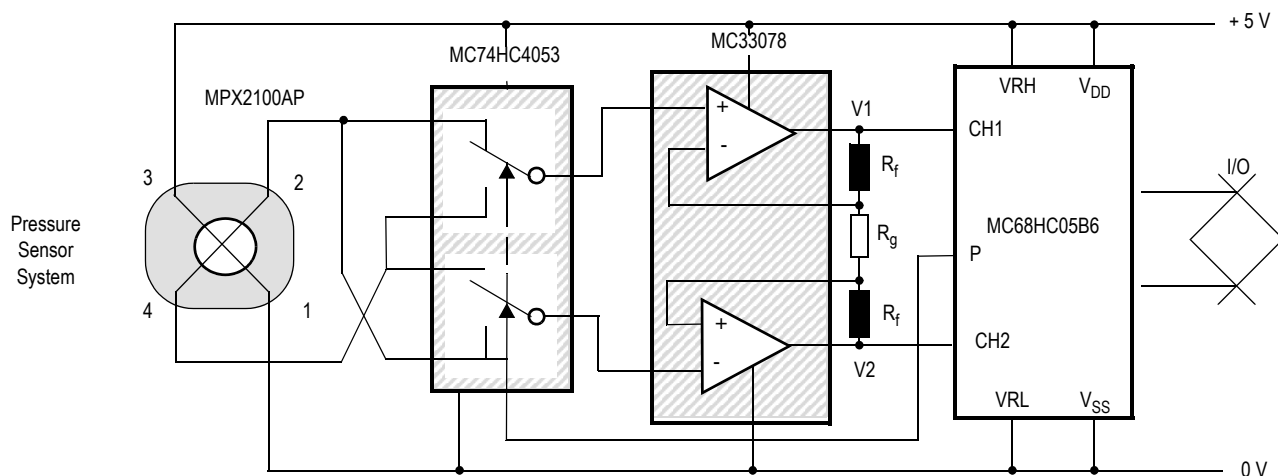 + 5 V
MC33078
MC74HC4053
VRH
V_DD
MPX2100AP
V1
+
CH1
-
R_f
3
2
I/O
Pressure
Sensor
System
R_g
MC68HC05B6
P
4
1
R_f
+
CH2
-
V2
VRL
V_SS
0 V